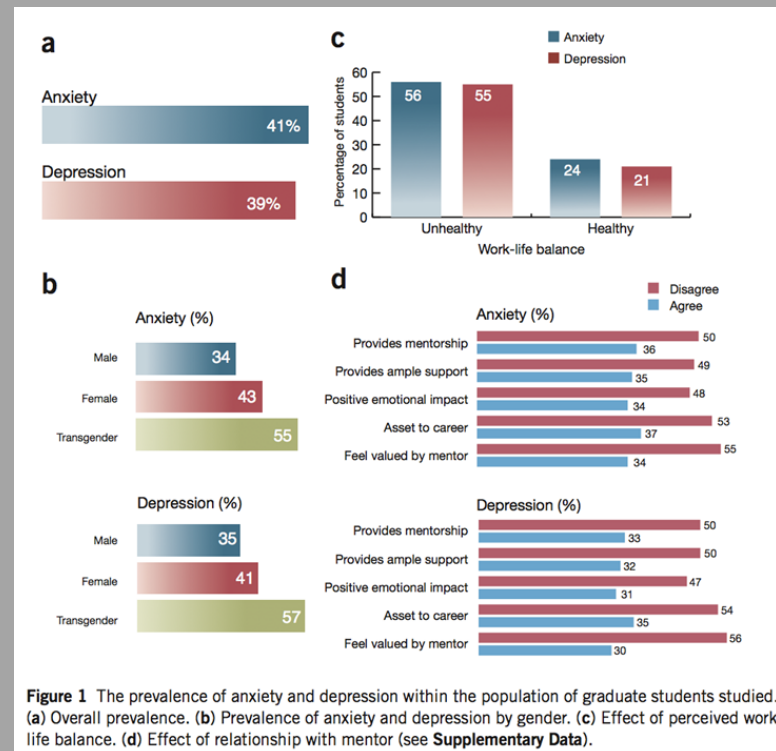 a
Anxiety
41%
Depression
39%
c
Anxiety
Depression
Percentage of students
60
50
40
30
20
10
0
56
55
24
21
Unhealthy
Healthy
Work-life balance
b
Anxiety (%)
Male
34
Female
43
Transgender
55
Depression (%)
Male
35
Female
41
Transgender
57
d
Disagree
Agree
Anxiety (%)
Provides mentorship
50
36
Provides ample support
49
35
Positive emotional impact
48
34
Asset to career
53
37
Feel valued by mentor
55
34
Depression (%)
Provides mentorship
50
33
Provides ample support
50
32
Positive emotional impact
47
31
Asset to career
54
35
Feel valued by mentor
56
30
Figure 1 The prevalence of anxiety and depression within the population of graduate students studied.
(a) Overall prevalence. (b) Prevalence of anxiety and depression by gender. (c) Effect of perceived work
life balance. (d) Effect of relationship with mentor (see Supplementary Data).